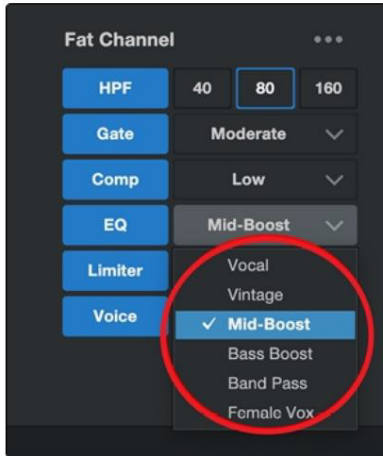 Fat Channel
HPF 40 80 160
Gate Moderate
Comp Low
EQ Mid-Boost
Limiter Vocal
Vintage
Voice Mid-Boost
Bass Boost
Band Pass
Female Vox